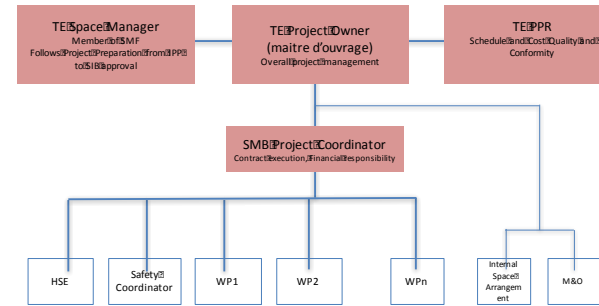 TE Space Manager
Member of SMF
Follows Project Preparation from IPP
to SIB approval
TE Project Owner
(maitre d'ouvrage)
Overall project management
TE PPR
Schedule and Cost Quality and
Conformity
SMB Project Coordinator
Contract execution, Financial responsibility
HSE
Safety
Coordinator
WP1
WP2
WPn
Internal
Space
Arrangem
ent
M&O